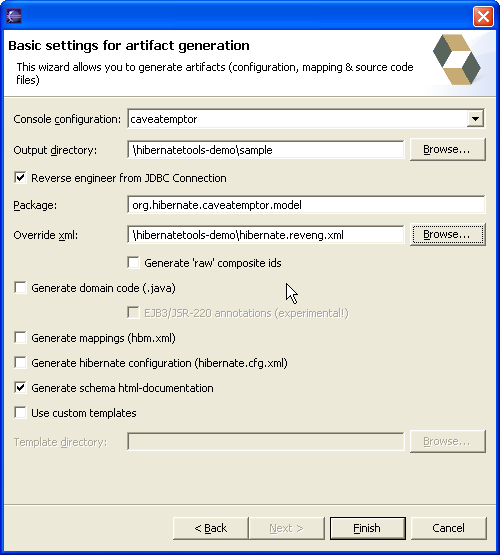 Basic settings for artifact generation
This wizard allows you to generate artifacts (configuration, mapping & source code
files)
Console configuration: caveatemptor
Output directory: \hibernatetools-demo\sample Browse...
Reverse engineer from JDBC Connection
Package: org.hibernate.caveatemptor.model
Override xml: \hibernatetools-demo\hibernate.reveng.xml Browse...
Generate 'raw' composite ids
Generate domain code (.java)
EJB3/JSR-220 annotations (experimental!)
Generate mappings (hbm.xml)
Generate hibernate configuration (hibernate.cfg.xml)
Generate schema html-documentation
Use custom templates
Template directory: Browse...
< Back Next > Finish Cancel